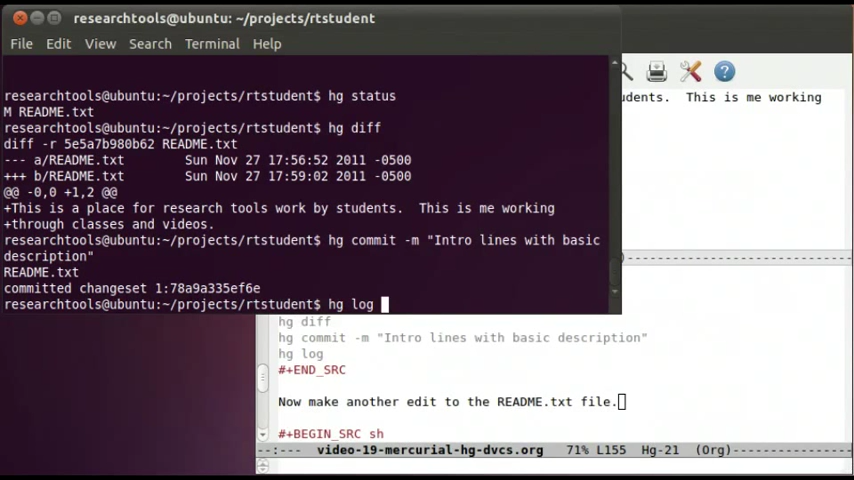 researchtools@ubuntu: ~/projects/rtstudent
File Edit View Search Terminal Help
researchtools@ubuntu:~/projects/rtstudent$ hg status
M README.txt
researchtools@ubuntu:~/projects/rtstudent$ hg diff
diff -r 5e5a7b980b62 README.txt
--- a/README.txt Sun Nov 27 17:56:52 2011 -0500
+++ b/README.txt Sun Nov 27 17:59:02 2011 -0500
@@ -0,0 +1,2 @@
+This is a place for research tools work by students. This is me working
+through classes and videos.
researchtools@ubuntu:~/projects/rtstudent$ hg commit -m "Intro lines with basic
description"
README.txt
committed changeset 1:78a9a335ef6e
researchtools@ubuntu:~/projects/rtstudent$ hg log
udents. This is me working
hg diff
hg commit -m "Intro lines with basic description"
hg log
#+END_SRC
Now make another edit to the README.txt file.
#+BEGIN_SRC sh
--:--- video-19-mercurial-hg-dvcs.org 71% L155 Hg-21 (Org)